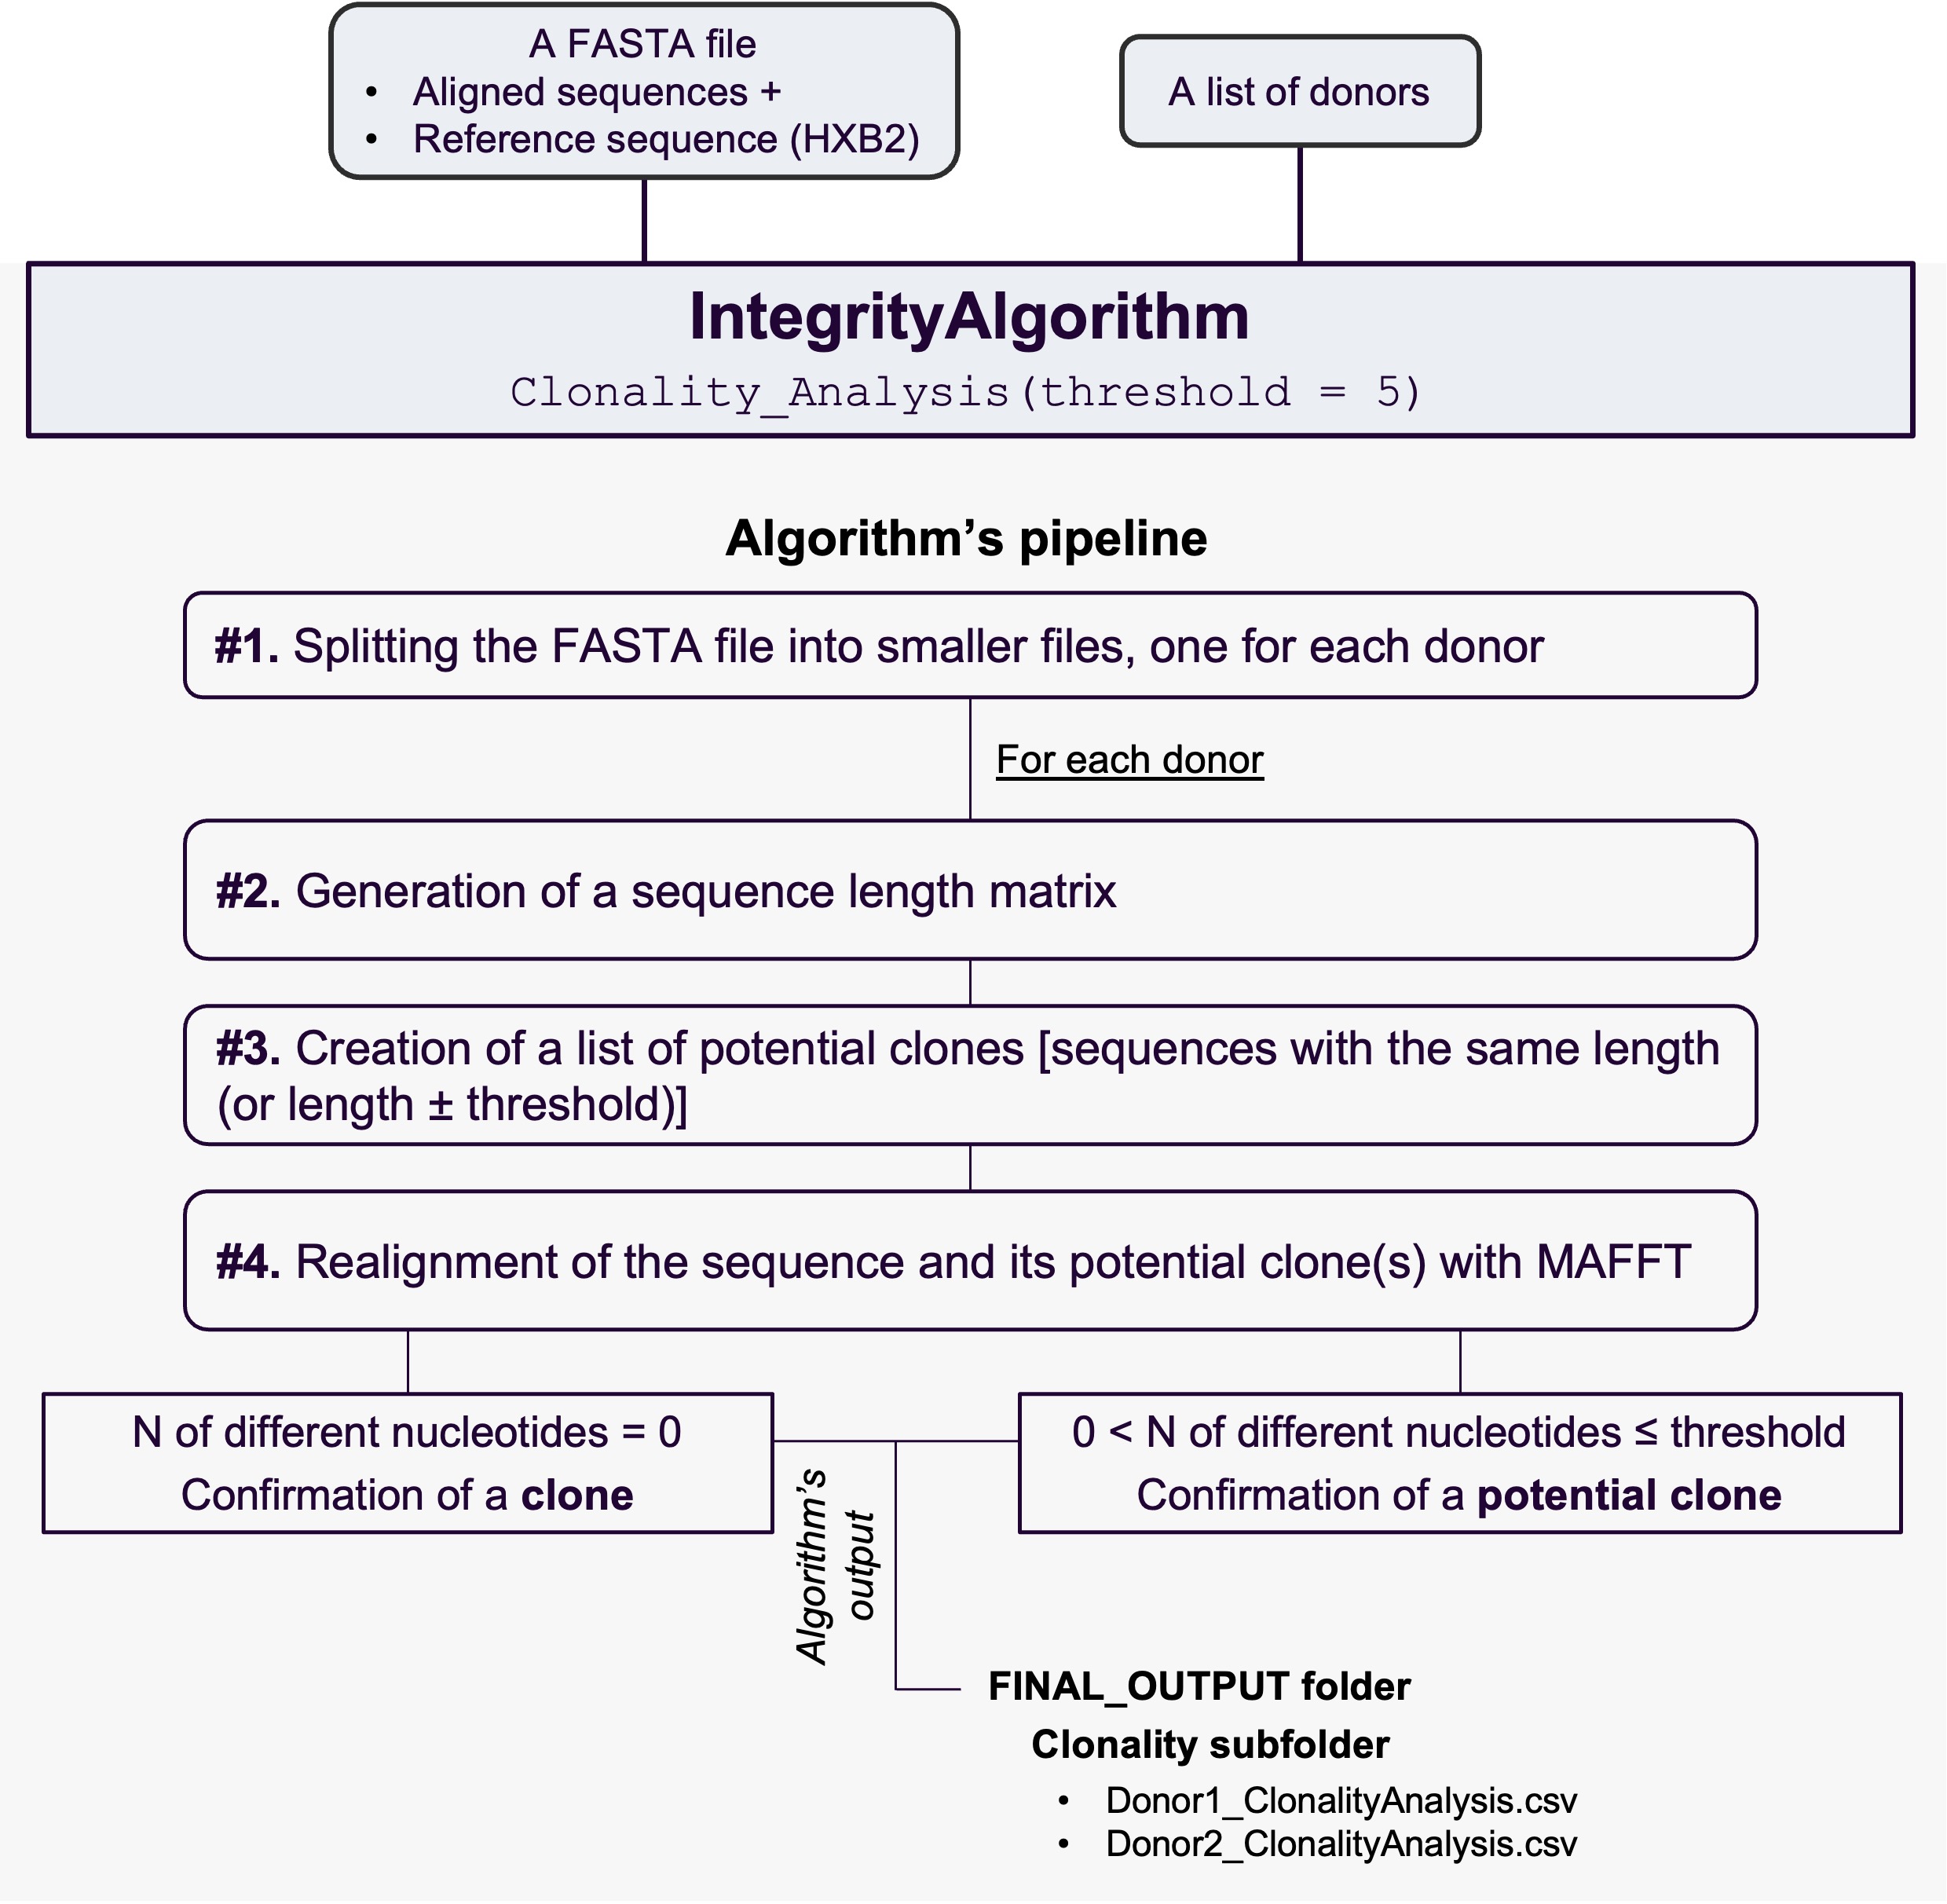 A FASTA file
• Aligned sequences +
• Reference sequence (HXB2)
A list of donors
IntegrityAlgorithm
Clonality_Analysis(threshold = 5)
Algorithm’s pipeline
#1. Splitting the FASTA file into smaller files, one for each donor
For each donor
#2. Generation of a sequence length matrix
#3. Creation of a list of potential clones [sequences with the same length
(or length ± threshold)]
#4. Realignment of the sequence and its potential clone(s) with MAFFT
N of different nucleotides = 0
Confirmation of a clone
0 < N of different nucleotides ≤ threshold
Confirmation of a potential clone
Algorithm’s
output
FINAL_OUTPUT folder
Clonality subfolder
• Donor1_ClonalityAnalysis.csv
• Donor2_ClonalityAnalysis.csv